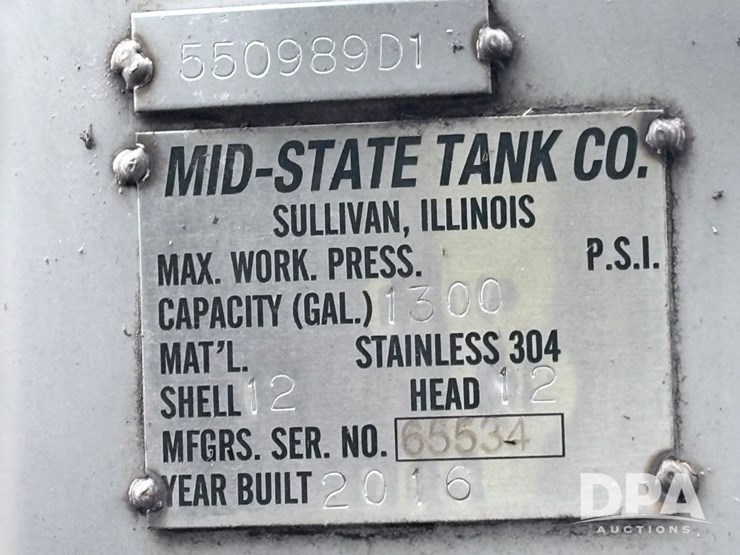 550989D1
MID-STATE TANK CO.
SULLIVAN, ILLINOIS
MAX. WORK. PRESS. P.S.I.
CAPACITY (GAL.) 1300
MAT'L. STAINLESS 304
SHELL 12 HEAD 12
MFGRS. SER. NO. 65534
YEAR BUILT 2016
DPA
AUCTIONS